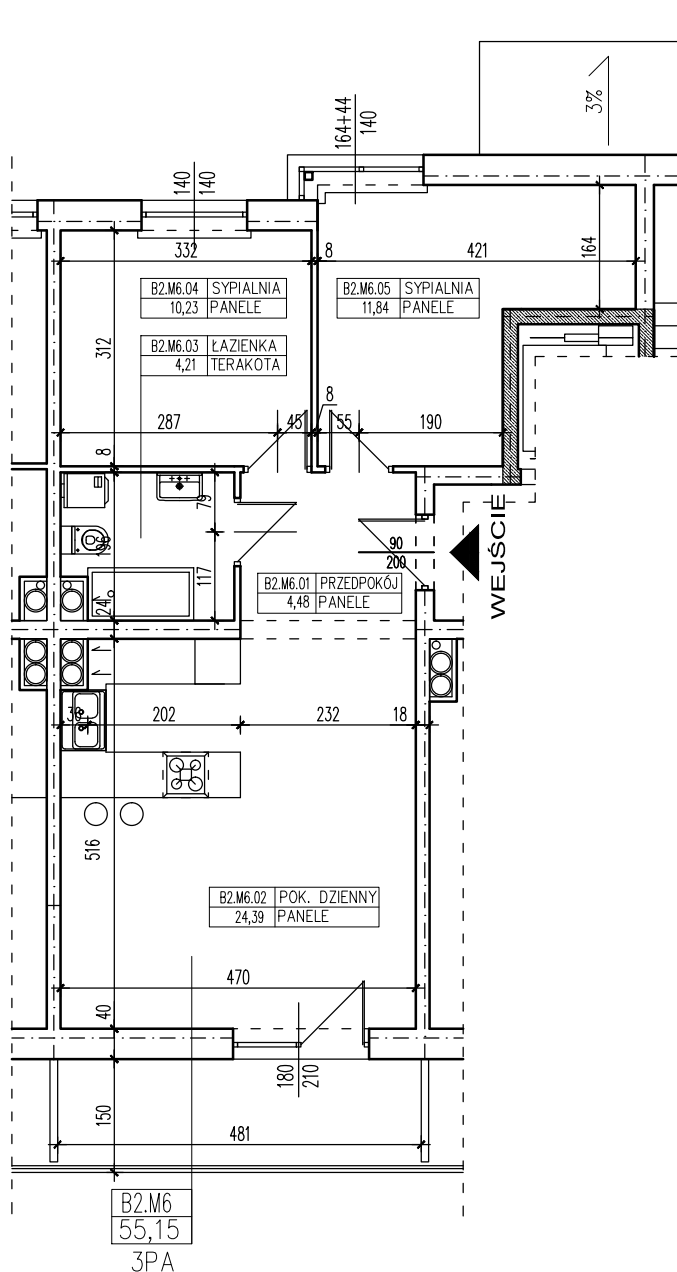 3%
164+44
140
140
140
332
8
421
164
B2.M6.04 SYPIALNIA
10,23 PANELE
B2.M6.05 SYPIALNIA
11,84 PANELE
B2.M6.03 ŁAZIENKA
4,21 TERAKOTA
312
8
287
45
55
190
8
79
196
117
24
90
200
WEJŚCIE
B2.M6.01 PRZEDPOKÓJ
4,48 PANELE
38
202
232
18
516
B2.M6.02 POK. DZIENNY
24,39 PANELE
470
40
180
210
150
481
B2.M6
55,15
3PA